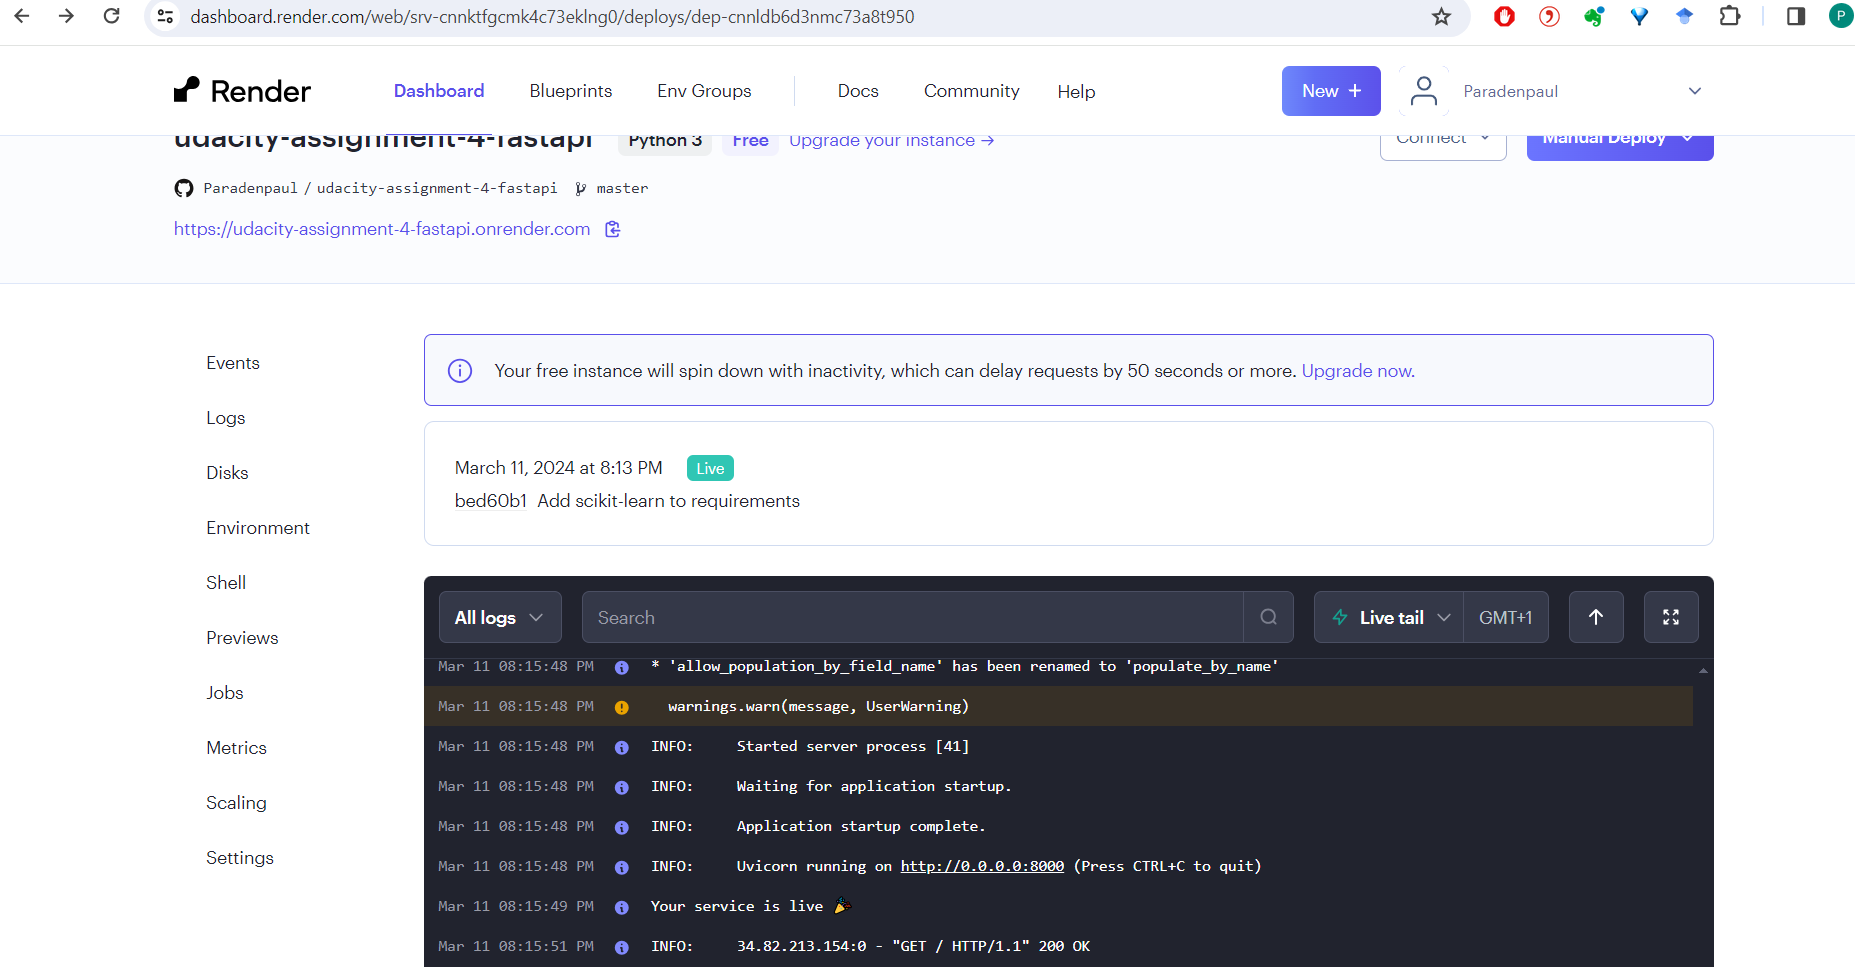 dashboard.render.com/web/srv-cnnktfgcmk4c73eklng0/deploys/dep-cnnldb6d3nmc73a8t950
P
Render Dashboard Blueprints Env Groups Docs Community Help New + Paradenpaul
udacity-assignment-4-fastapi Python 3 Free Upgrade your instance → Connect Manual Deploy
Paradenpaul / udacity-assignment-4-fastapi master
https://udacity-assignment-4-fastapi.onrender.com
Events
Logs
Disks
Environment
Shell
Previews
Jobs
Metrics
Scaling
Settings
Your free instance will spin down with inactivity, which can delay requests by 50 seconds or more. Upgrade now.
March 11, 2024 at 8:13 PM Live
bed60b1 Add scikit-learn to requirements
All logs Search Live tail GMT+1
Mar 11 08:15:48 PM * 'allow_population_by_field_name' has been renamed to 'populate_by_name'
Mar 11 08:15:48 PM warnings.warn(message, UserWarning)
Mar 11 08:15:48 PM INFO: Started server process [41]
Mar 11 08:15:48 PM INFO: Waiting for application startup.
Mar 11 08:15:48 PM INFO: Application startup complete.
Mar 11 08:15:48 PM INFO: Uvicorn running on http://0.0.0.0:8000 (Press CTRL+C to quit)
Mar 11 08:15:49 PM Your service is live 🎉
Mar 11 08:15:51 PM INFO: 34.82.213.154:0 - "GET / HTTP/1.1" 200 OK